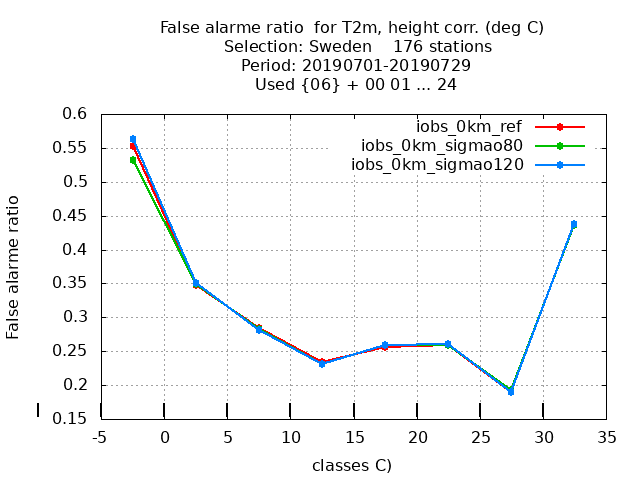 False alarme ratio  for T2m, height corr. (deg C)
Selection: Sweden    176 stations
Period: 20190701-20190729
Used {06} + 00 01 ... 24
iobs_0km_ref
iobs_0km_sigmao80
iobs_0km_sigmao120
False alarme ratio
0.6
0.55
0.5
0.45
0.4
0.35
0.3
0.25
0.2
0.15
-5 0 5 10 15 20 25 30 35
classes C)